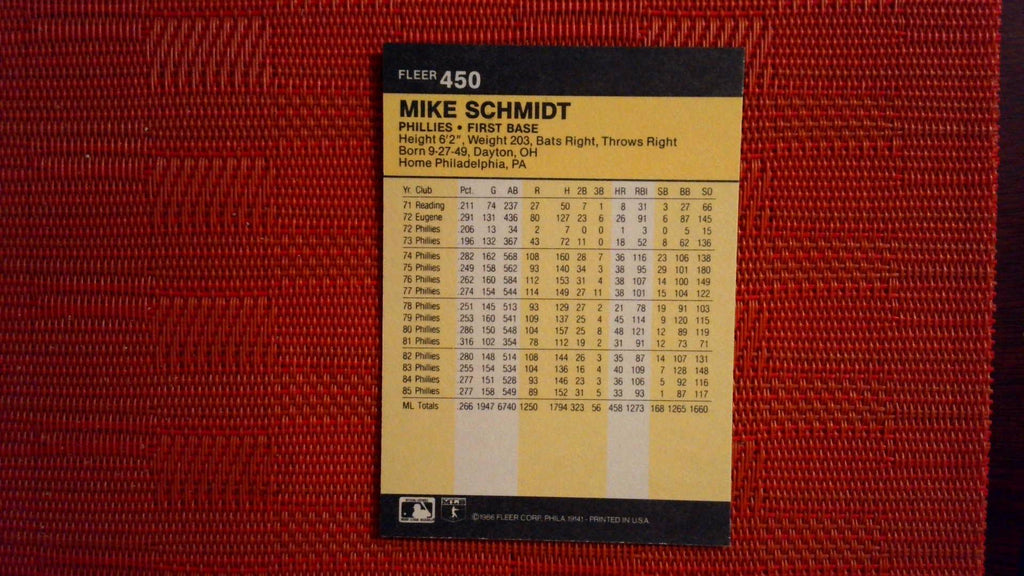 FLEER 450
MIKE SCHMIDT
PHILLIES • FIRST BASE
Height 6'2", Weight 203, Bats Right, Throws Right
Born 9-27-49, Dayton, OH
Home Philadelphia, PA
Yr. Club Pct. G AB R H 2B 3B HR RBI SB BB SO
71 Reading .211 74 237 27 50 7 1 8 31 3 27 66
72 Eugene .291 131 436 80 127 23 6 26 91 6 87 145
72 Phillies .206 13 34 2 7 0 0 1 3 0 5 15
73 Phillies .196 132 367 43 72 11 0 18 52 8 62 136
74 Phillies .282 162 568 108 160 28 7 36 116 23 106 138
75 Phillies .249 158 562 93 140 34 3 38 95 29 101 180
76 Phillies .262 160 584 112 153 31 4 38 107 14 100 149
77 Phillies .274 154 544 114 149 27 11 38 101 15 104 122
78 Phillies .251 145 513 93 129 27 2 21 78 19 91 103
79 Phillies .253 160 541 109 137 25 4 45 114 9 120 115
80 Phillies .286 150 548 104 157 25 8 48 121 12 89 119
81 Phillies .316 102 354 78 112 19 2 31 91 12 73 71
82 Phillies .280 148 514 108 144 26 3 35 87 14 107 131
83 Phillies .255 154 534 104 136 16 4 40 109 7 128 148
84 Phillies .277 151 528 93 146 23 3 36 106 5 92 116
85 Phillies .277 158 549 89 152 31 5 33 93 1 87 117
ML Totals .266 1947 6740 1250 1794 323 56 458 1273 168 1265 1660
©1986 FLEER CORP. PHILA. 19141 - PRINTED IN U.S.A.